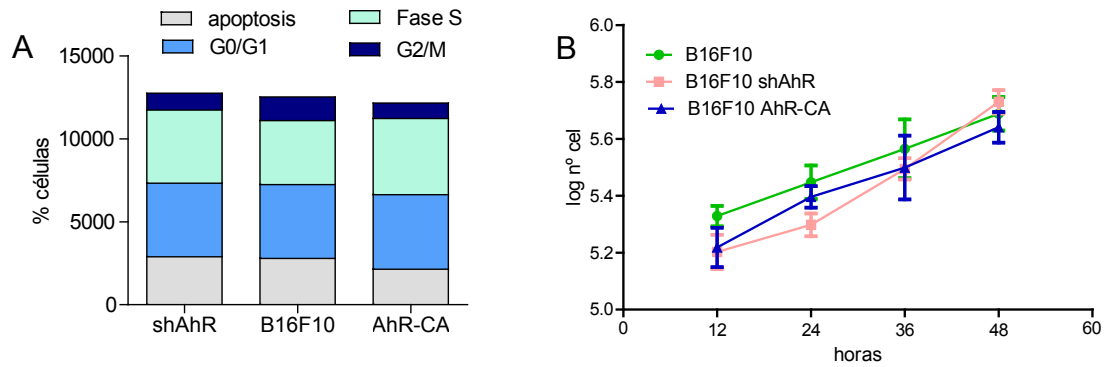 A
apoptosis
Fase S
G0/G1
G2/M
% células
15000
10000
5000
0
shAhR
B16F10
AhR-CA
B
B16F10
B16F10 shAhR
B16F10 AhR-CA
log nº cel
6.0
5.8
5.6
5.4
5.2
5.0
0
12
24
36
48
60
horas